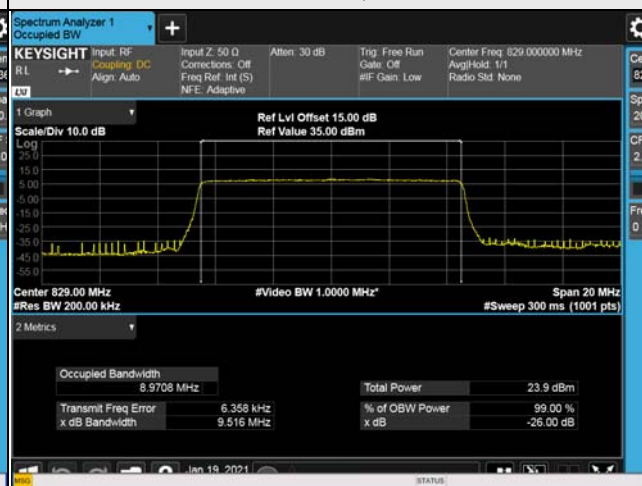 Spectrum Analyzer 1
Occupied BW
KEYSIGHT
RL
LXI
Input: RF
Coupling: DC
Align: Auto
Input Z: 50 Ω
Corrections: Off
Freq Ref: Int (S)
NFE: Adaptive
Atten: 30 dB
Trig: Free Run
Gate: Off
#IF Gain: Low
Center Freq: 829.000000 MHz
Avg|Hold: 1/1
Radio Std: None
1 Graph
Scale/Div 10.0 dB
Ref Lvl Offset 15.00 dB
Ref Value 35.00 dBm
Log
25.0
15.0
5.00
-5.00
-15.0
-25.0
-35.0
-45.0
-55.0
Center 829.00 MHz
#Video BW 1.0000 MHz*
Span 20 MHz
#Res BW 200.00 kHz
#Sweep 300 ms (1001 pts)
2 Metrics
Occupied Bandwidth
8.9708 MHz
Total Power 23.9 dBm
Transmit Freq Error 6.358 kHz
% of OBW Power 99.00 %
x dB Bandwidth 9.516 MHz
x dB -26.00 dB
Jan 19, 2021
MSG
STATUS